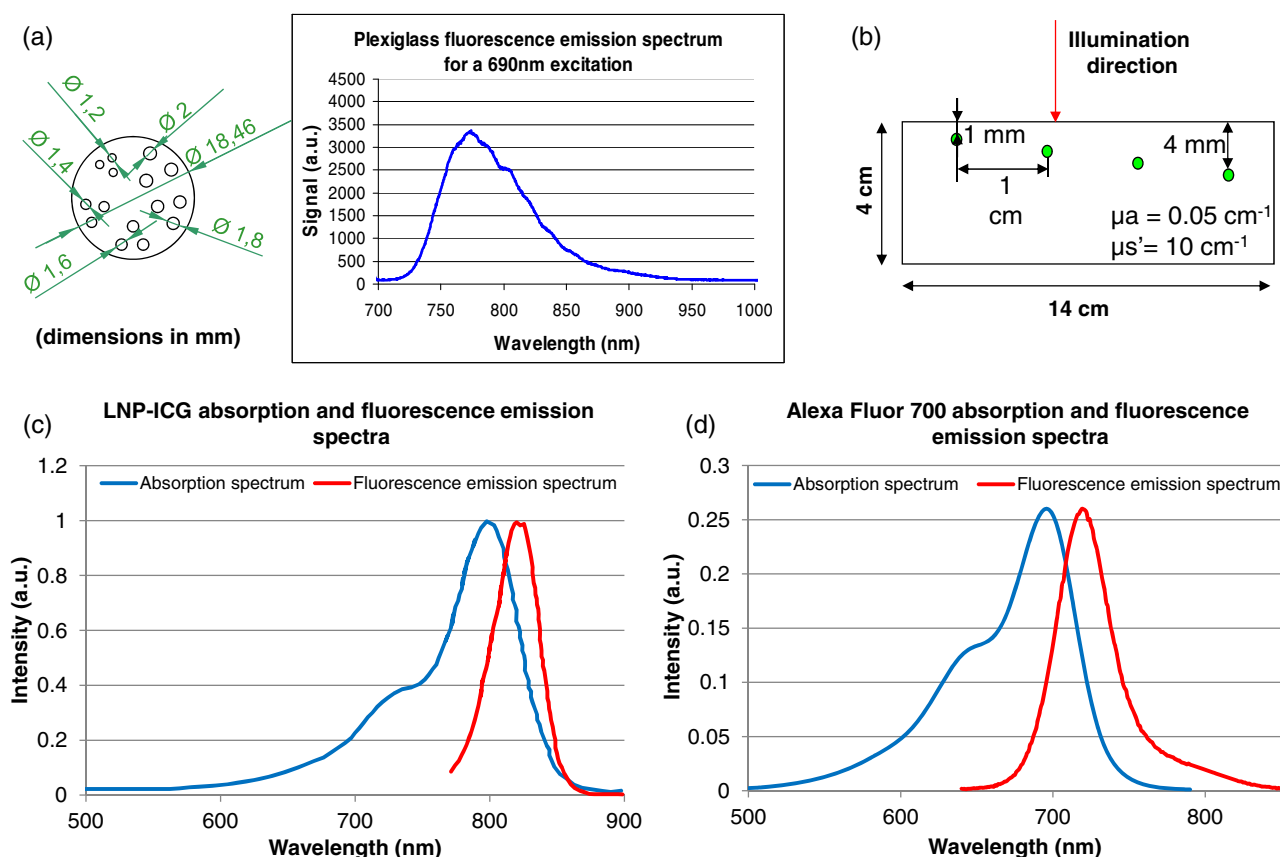 (a)
Plexiglass fluorescence emission spectrum
for a 690nm excitation
4500
4000
3500
3000
2500
2000
1500
1000
500
0
Signal (a.u.)
700 750 800 850 900 950 1000
Wavelength (nm)
Ø 1,2
Ø 2
Ø 18,46
Ø 1,4
Ø 1,8
Ø 1,6
(dimensions in mm)
(b)
Illumination
direction
1 mm
4 mm
1
cm
4 cm
µa = 0.05 cm-1
µs'= 10 cm-1
14 cm
(c)
LNP-ICG absorption and fluorescence emission
spectra
Absorption spectrum Fluorescence emission spectrum
1.2
1
0.8
0.6
0.4
0.2
0
Intensity (a.u.)
500 600 700 800 900
Wavelength (nm)
(d)
Alexa Fluor 700 absorption and fluorescence
emission spectra
Absorption spectrum Fluorescence emission spectrum
0.3
0.25
0.2
0.15
0.1
0.05
0
Intensity (a.u.)
500 600 700 800
Wavelength (nm)